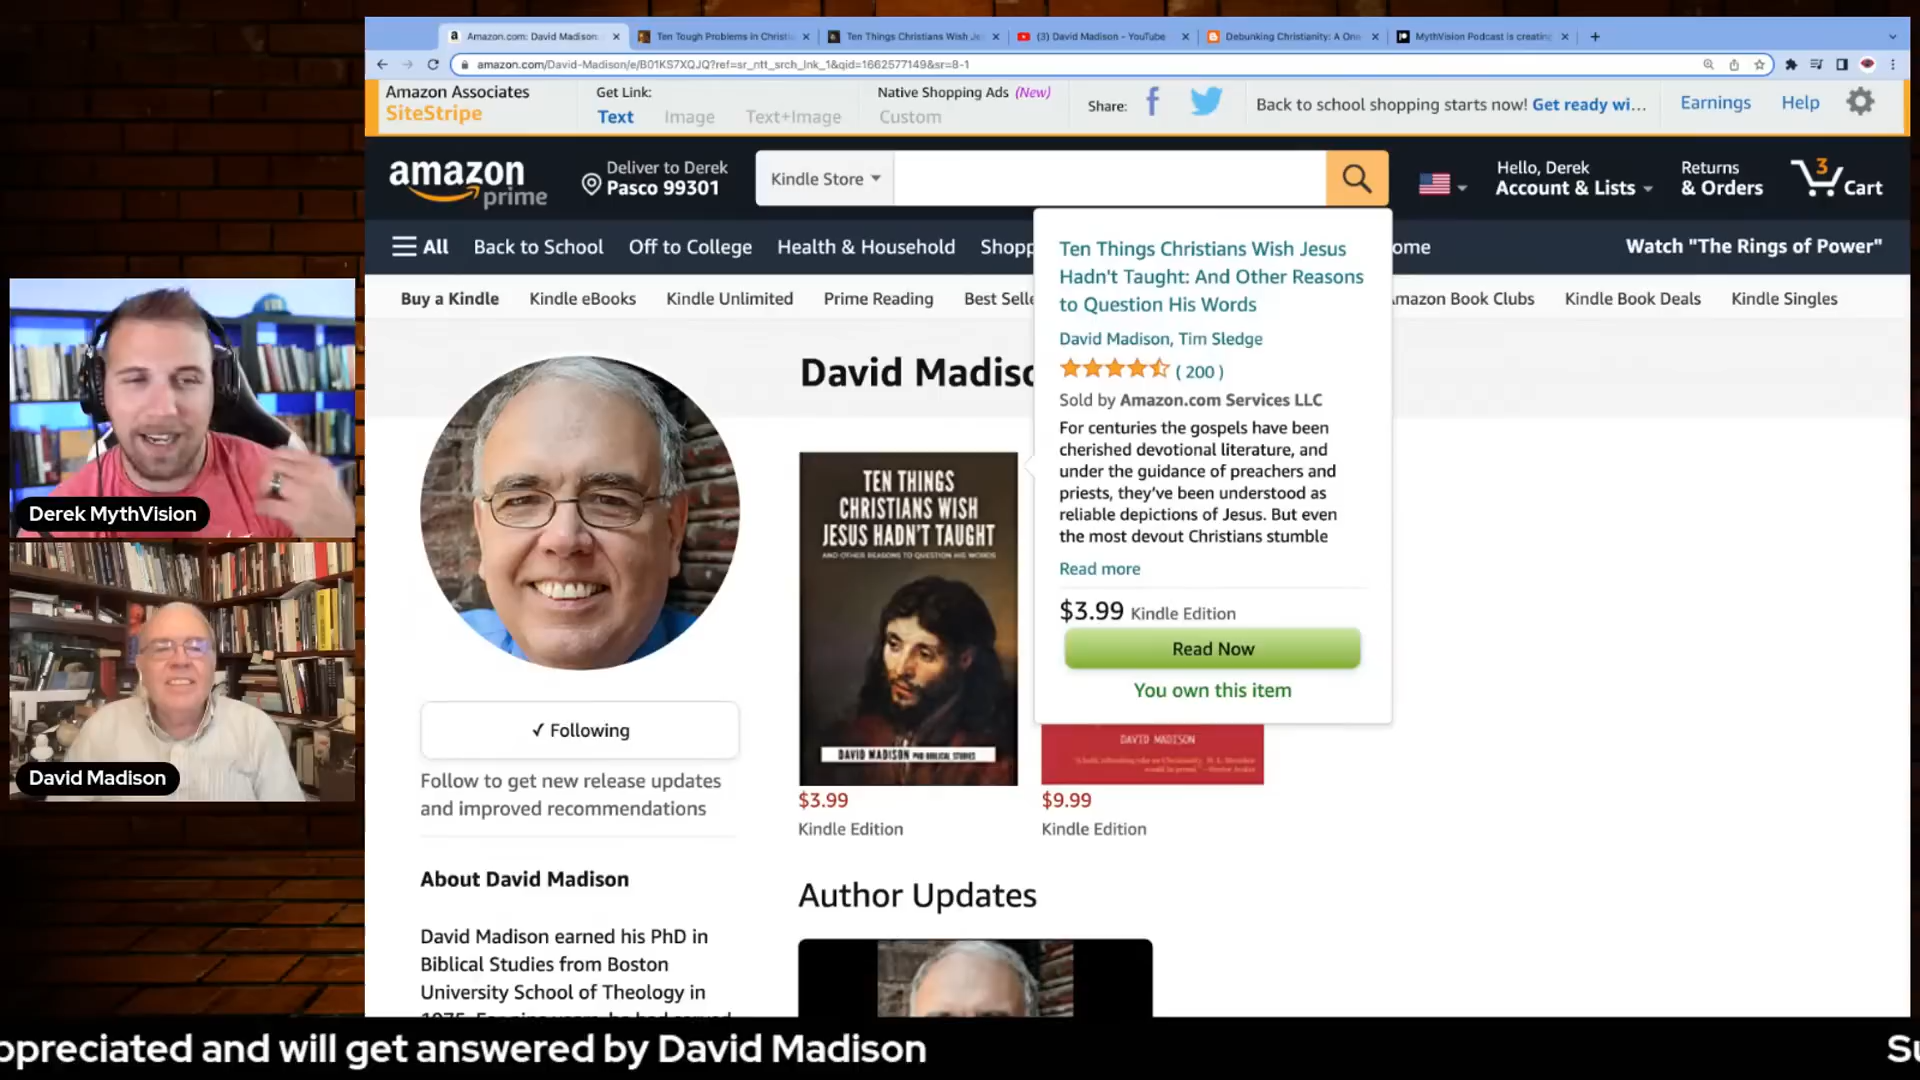 Amazon.com: David Madison:
Ten Tough Problems in Christi
Ten Things Christians Wish Je
(3) David Madison - YouTube
Debunking Christianity: A One
MythVision Podcast is creating
amazon.com/David-Madison/e/B01KS7XQJQ?ref=sr_ntt_srch_lnk_1&qid=1662577149&sr=8-1
Amazon Associates
SiteStripe
Get Link:
Text
Image
Text+Image
Native Shopping Ads (New)
Custom
Share:
Back to school shopping starts now! Get ready wi...
Earnings
Help
amazon
prime
Deliver to Derek
Pasco 99301
Kindle Store
Hello, Derek
Account & Lists
Returns
& Orders
3
Cart
All
Back to School
Off to College
Health & Household
Shopp
ome
Watch "The Rings of Power"
Buy a Kindle
Kindle eBooks
Kindle Unlimited
Prime Reading
Best Selle
mazon Book Clubs
Kindle Book Deals
Kindle Singles
David Madiso
Ten Things Christians Wish Jesus
Hadn't Taught: And Other Reasons
to Question His Words
David Madison, Tim Sledge
( 200 )
Sold by Amazon.com Services LLC
For centuries the gospels have been
cherished devotional literature, and
under the guidance of preachers and
priests, they've been understood as
reliable depictions of Jesus. But even
the most devout Christians stumble
Read more
$3.99 Kindle Edition
Read Now
You own this item
TEN THINGS
CHRISTIANS WISH
JESUS HADN'T TAUGHT
AND OTHER REASONS TO QUESTION HIS WORDS
DAVID MADISON PHD BIBLICAL STUDIES
$3.99
Kindle Edition
DAVID MADISON
$9.99
Kindle Edition
✓ Following
Follow to get new release updates
and improved recommendations
About David Madison
David Madison earned his PhD in
Biblical Studies from Boston
University School of Theology in
Author Updates
Derek MythVision
David Madison
ppreciated and will get answered by David Madison
Su